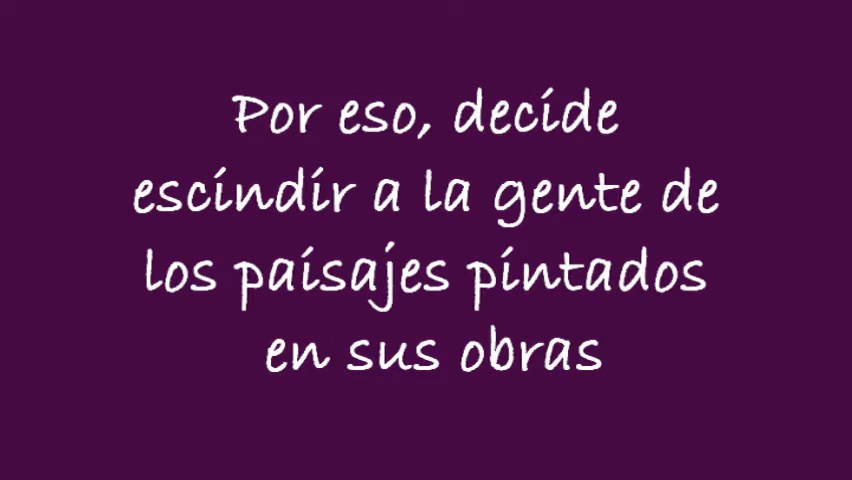 Por eso, decide
escindir a la gente de
los paisajes pintados
en sus obras